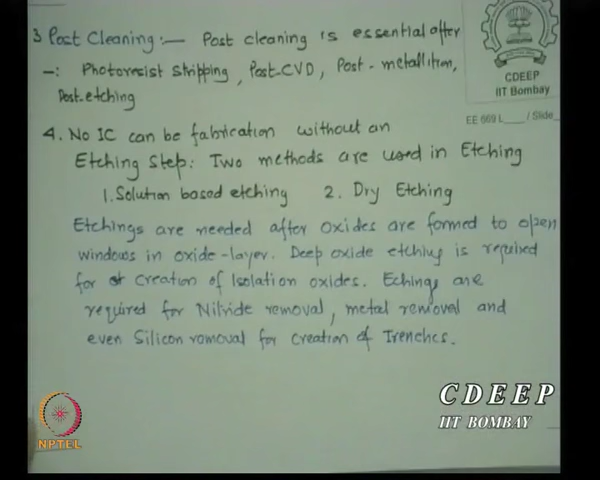 3 Post Cleaning :— Post cleaning is essential after
—: Photoresist stripping, Post-CVD, Post-metallition,
Post-etching
CDEEP
IIT Bombay
EE 669 L____/Slide_
4. No IC can be fabrication without an
Etching Step: Two methods are used in Etching
1. Solution based etching 2. Dry Etching
Etchings are needed after oxides are formed to open
windows in oxide-layer. Deep oxide etching is required
for creation of Isolation oxides. Echings are
required for Nitride removal, metal removal and
even Silicon romoval for creation of Trenches.
CDEEP
IIT BOMBAY
NPTEL